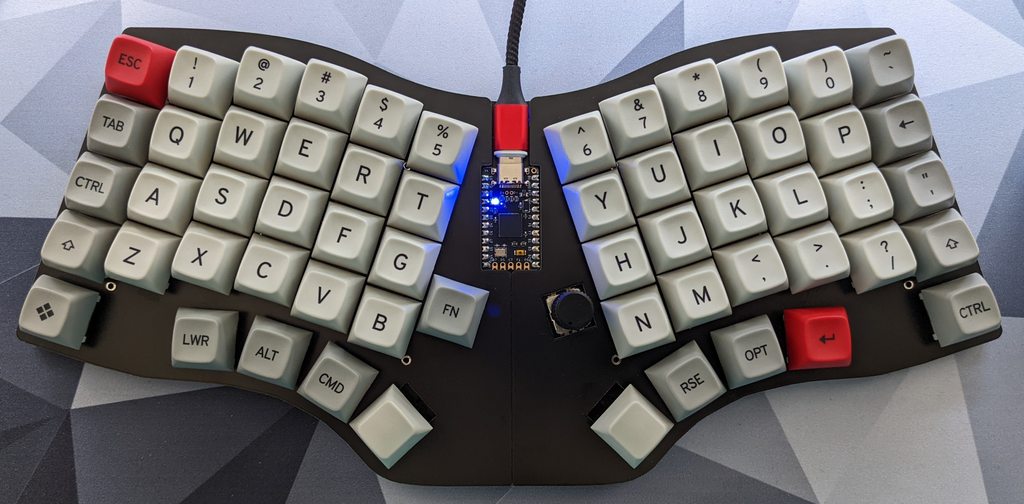 ESC ! 1 @ 2 # 3 $ 4 % 5 ^ 6 & 7 * 8 ( 9 ) 0 ~ `
TAB Q W E R T Y U I O P ←
CTRL A S D F G H J K L : ; " '
⇧ Z X C V B FN N M < , > . ? / ⇧
LWR ALT CMD RSE OPT ↵ CTRL